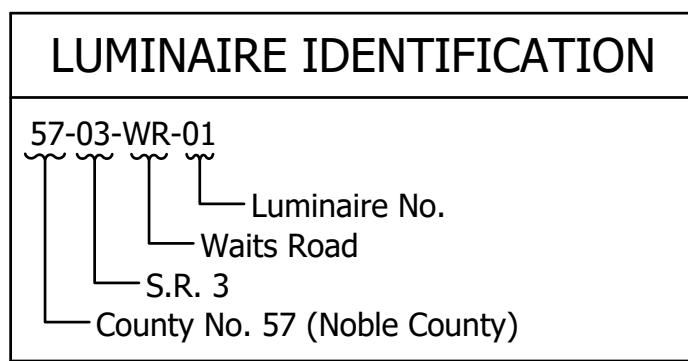 LUMINAIRE IDENTIFICATION
57-03-WR-01
Luminaire No.
Waits Road
S.R. 3
County No. 57 (Noble County)